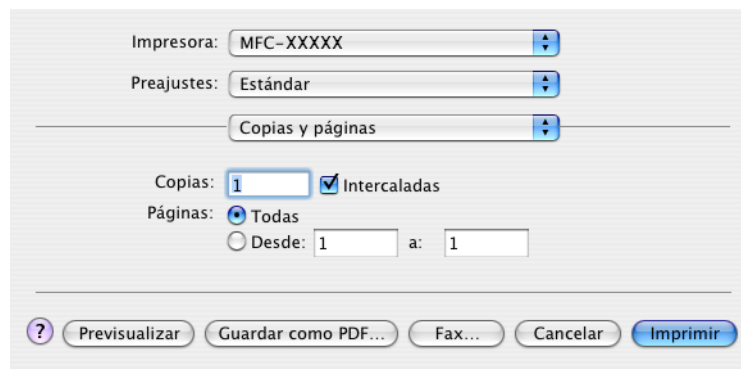 Impresora: MFC-XXXXX
Preajustes: Estándar
Copias y páginas
Copias: 1 Intercaladas
Páginas: Todas
Desde: 1 a: 1
? Previsualizar Guardar como PDF... Fax... Cancelar Imprimir